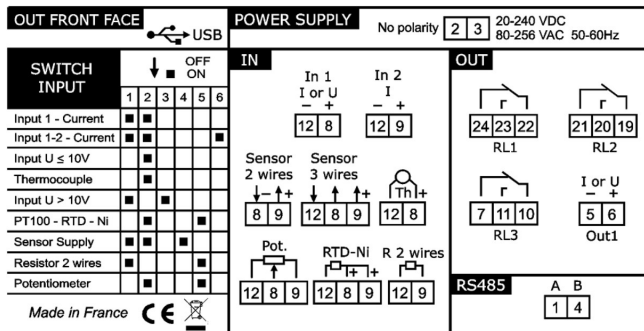 OUT FRONT FACE
USB
POWER SUPPLY
No polarity 2 3 20-240 VDC
80-256 VAC 50-60Hz
SWITCH INPUT
OFF
ON
1 2 3 4 5 6
Input 1 - Current
Input 1-2 - Current
Input U ≤ 10V
Thermocouple
Input U > 10V
PT100 - RTD - Ni
Sensor Supply
Resistor 2 wires
Potentiometer
Made in France CE
IN
In 1
I or U
- +
12 8
In 2
I
- +
12 9
Sensor
2 wires
- +
8 9
Sensor
3 wires
+
12 8 9
Th +
12 8
Pot.
12 8 9
RTD-Ni
+ +
12 8 9
R 2 wires
12 9
OUT
24 23 22
RL1
21 20 19
RL2
7 11 10
RL3
I or U
- +
5 6
Out1
RS485
A B
1 4